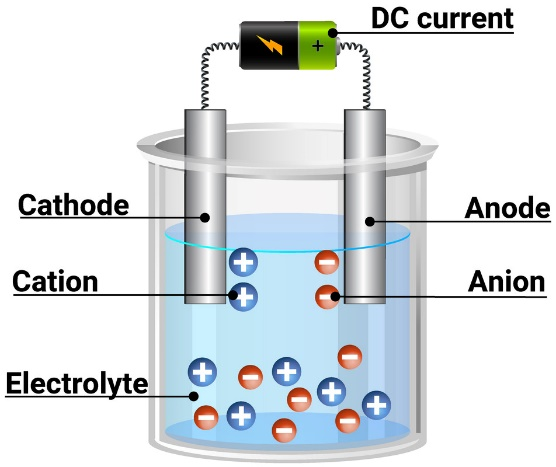 DC current
+
Cathode
Anode
Cation
Anion
Electrolyte